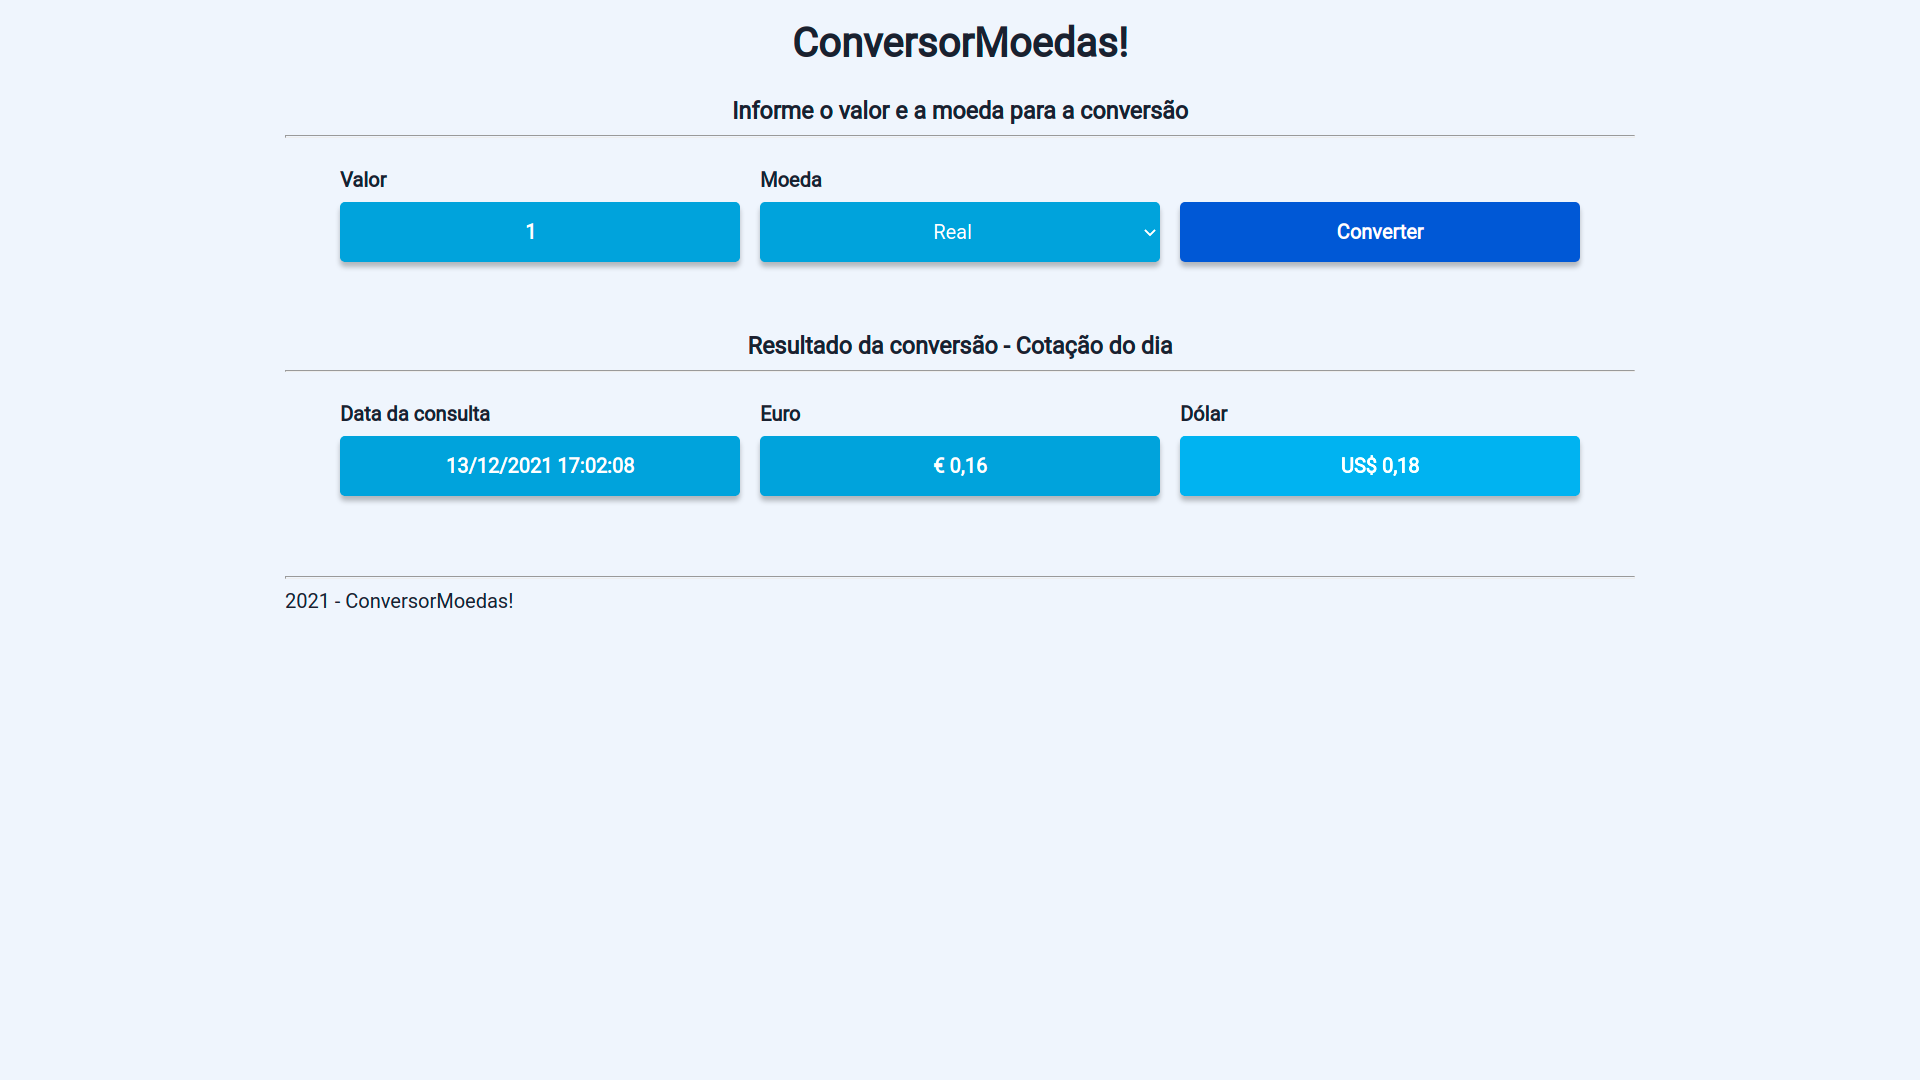 ConversorMoedas!
Informe o valor e a moeda para a conversão
Valor
Moeda
1
Real
Converter
Resultado da conversão - Cotação do dia
Data da consulta
Euro
Dólar
13/12/2021 17:02:08
€ 0,16
US$ 0,18
2021 - ConversorMoedas!